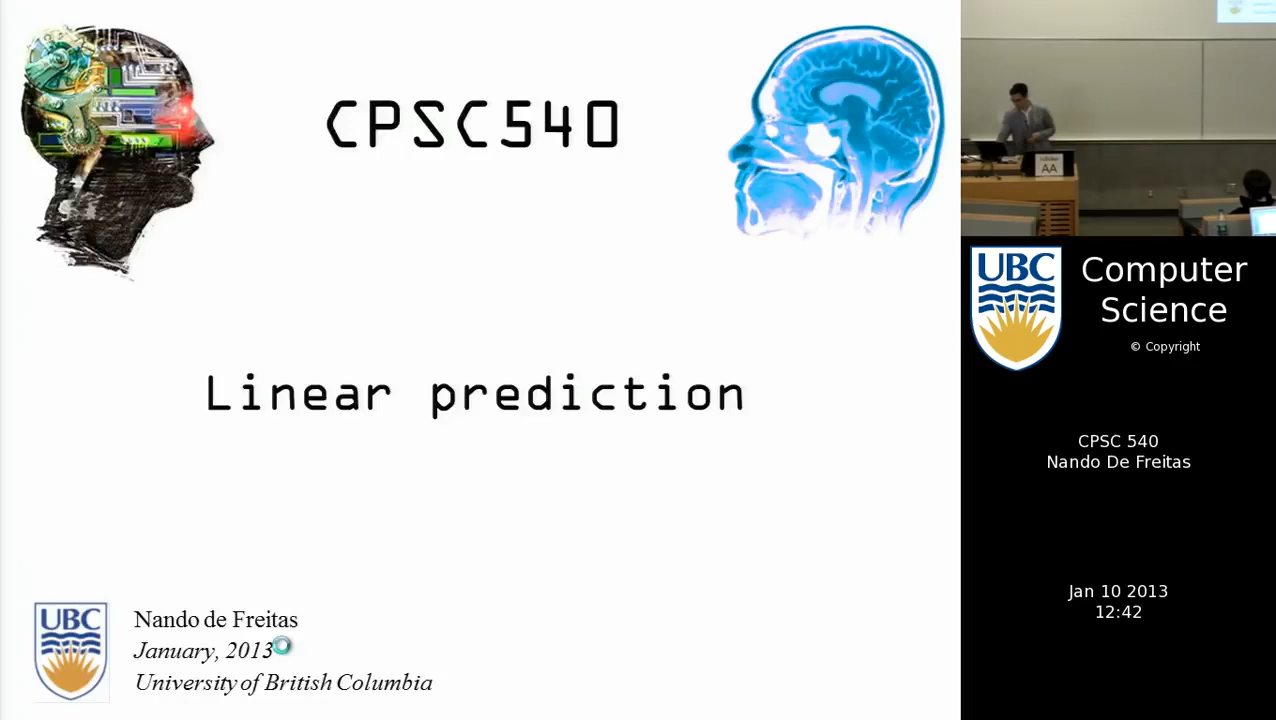 CPSC540
Linear prediction
UBC
Nando de Freitas
January, 2013
University of British Columbia
AA
UBC
Computer
Science
© Copyright
CPSC 540
Nando De Freitas
Jan 10 2013
12:42